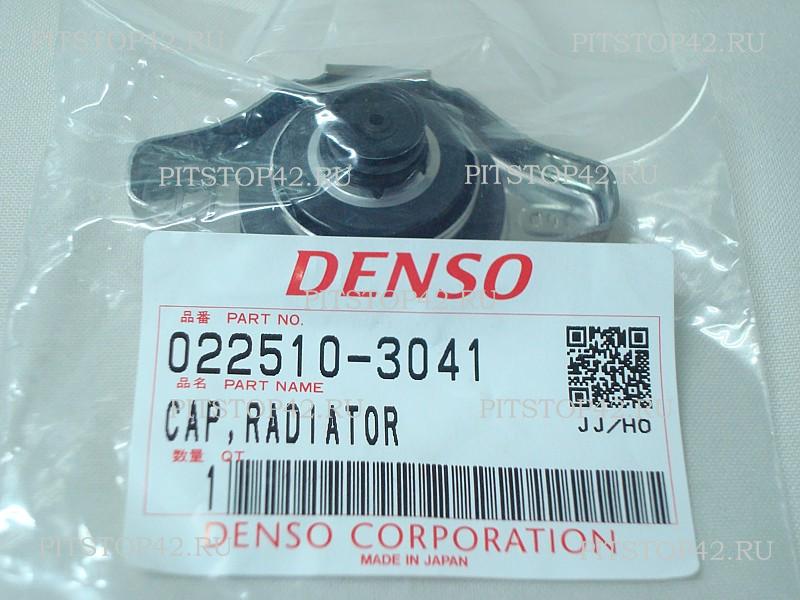 PITSTOP42.RU PITSTOP42.RU PITSTOP42.RU
PITSTOP42.RU PITSTOP42.RU
DENSO
PITSTOP42.RU
品番 PART NO.
022510-3041
品名 PART NAME
CAP,RADIATOR
PITSTOP42.RU PITSTOP42.RU
JJ/HO
数量 QT
1
DENSO CORPORATION
PITSTOP42.RU PITSTOP42.RU
MADE IN JAPAN